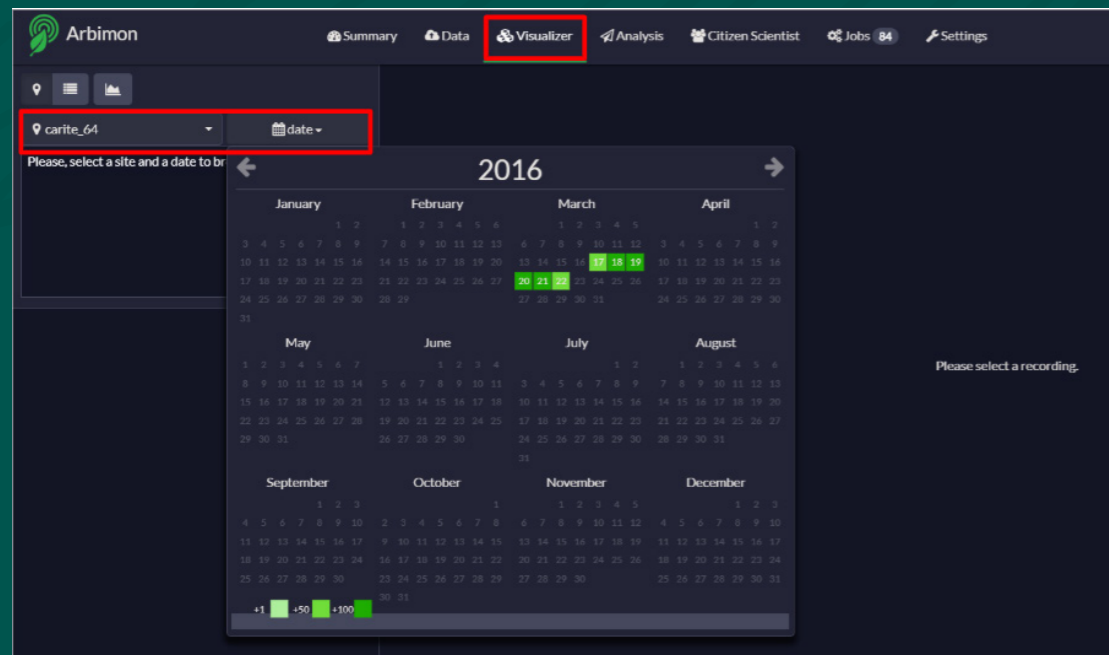 Arbimon
Summary Data Visualizer Analysis Citizen Scientist Jobs 84 Settings
carite_64 date
Please, select a site and a date to br
2016
January February March April
1 2 1 2 3 4 5 6 1 2 3 4 5 1 2
3 4 5 6 7 8 9 7 8 9 10 11 12 13 6 7 8 9 10 11 12 3 4 5 6 7 8 9
10 11 12 13 14 15 16 14 15 16 17 18 19 20 13 14 15 16 17 18 19 10 11 12 13 14 15 16
17 18 19 20 21 22 23 21 22 23 24 25 26 27 20 21 22 23 24 25 26 17 18 19 20 21 22 23
24 25 26 27 28 29 30 28 29 27 28 29 30 31 24 25 26 27 28 29 30
31
May June July August
1 2 3 4 5 6 7 1 2 3 4 1 2 1 2 3 4 5 6
8 9 10 11 12 13 14 5 6 7 8 9 10 11 3 4 5 6 7 8 9 7 8 9 10 11 12 13
15 16 17 18 19 20 21 12 13 14 15 16 17 18 10 11 12 13 14 15 16 14 15 16 17 18 19 20
22 23 24 25 26 27 28 19 20 21 22 23 24 25 17 18 19 20 21 22 23 21 22 23 24 25 26 27
29 30 31 26 27 28 29 30 24 25 26 27 28 29 30 28 29 30 31
31
Please select a recording.
September October November December
1 2 3 1 1 2 3 4 5 1 2 3
4 5 6 7 8 9 10 2 3 4 5 6 7 8 6 7 8 9 10 11 12 4 5 6 7 8 9 10
11 12 13 14 15 16 17 9 10 11 12 13 14 15 13 14 15 16 17 18 19 11 12 13 14 15 16 17
18 19 20 21 22 23 24 16 17 18 19 20 21 22 20 21 22 23 24 25 26 18 19 20 21 22 23 24
25 26 27 28 29 30 23 24 25 26 27 28 29 27 28 29 30 25 26 27 28 29 30 31
30 31
+1 +50 +100